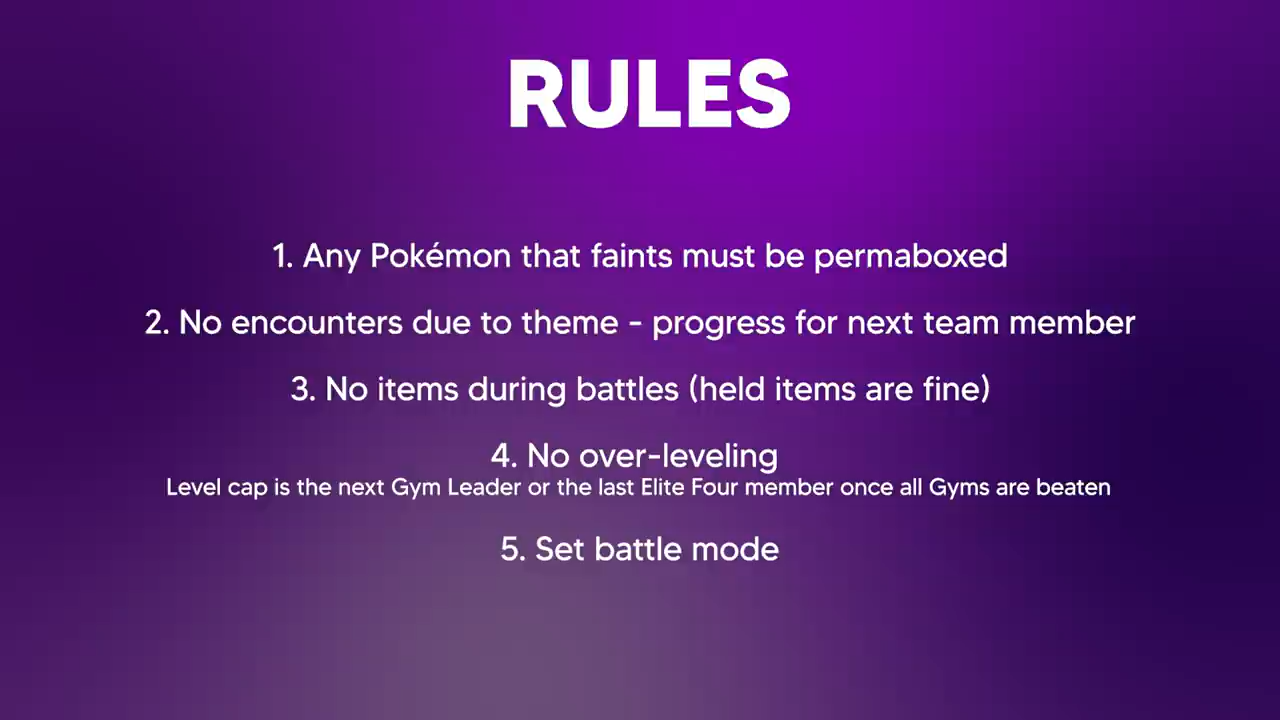 RULES
1. Any Pokémon that faints must be permaboxed
2. No encounters due to theme - progress for next team member
3. No items during battles (held items are fine)
4. No over-leveling
Level cap is the next Gym Leader or the last Elite Four member once all Gyms are beaten
5. Set battle mode